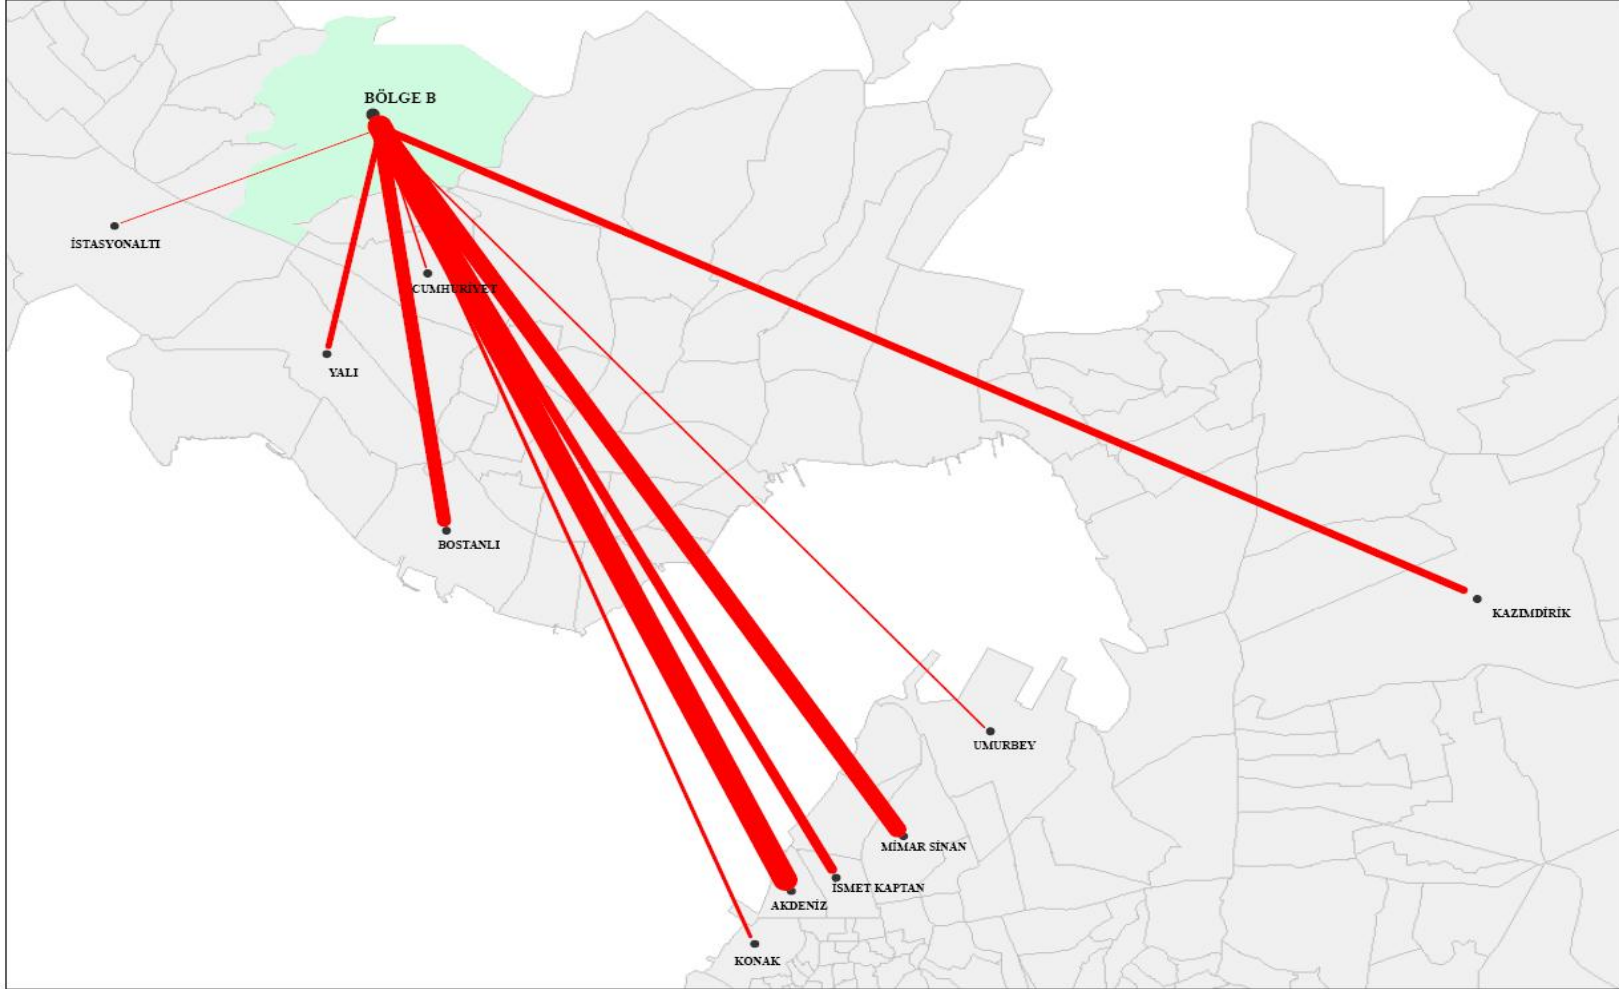 BÖLGE B
İSTASYONALTI
CUMHURİYET
YALI
BOSTANLI
KAZIMDİRİK
UMURBEY
MİMAR SİNAN
İSMET KAPTAN
AKDENİZ
KONAK